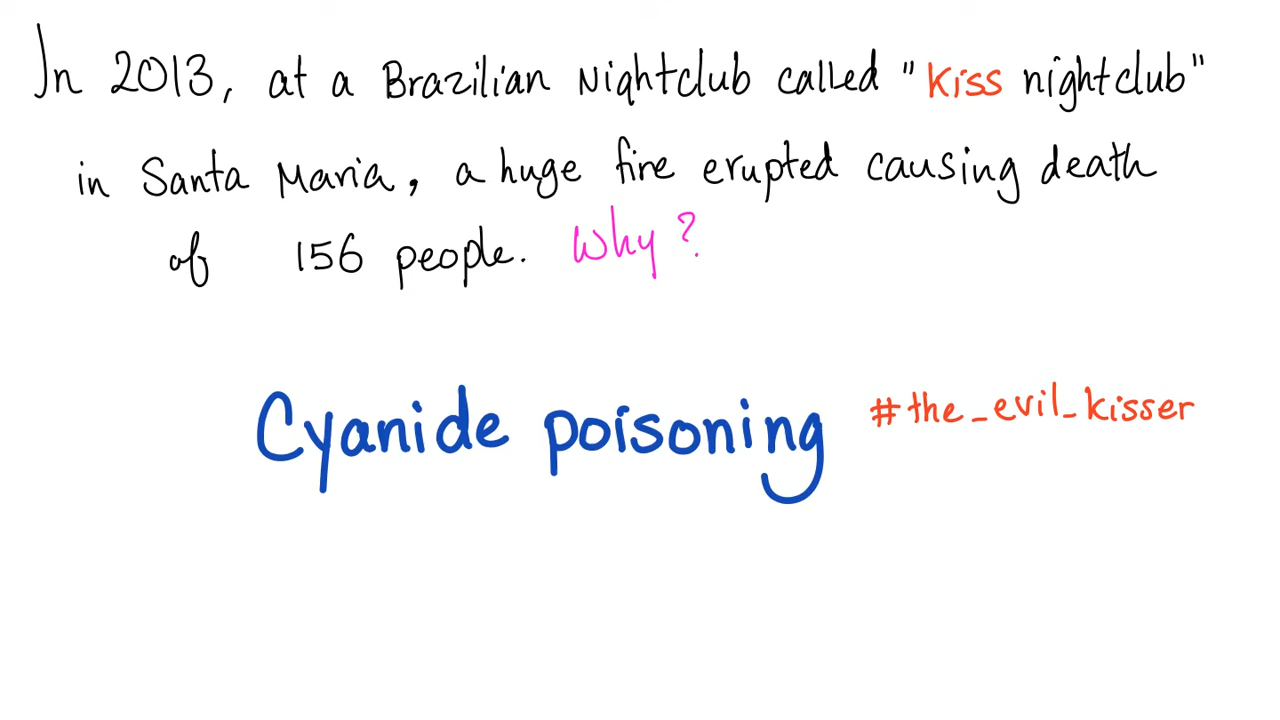 In 2013, at a Brazilian Nightclub called "Kiss nightclub"
in Santa Maria, a huge fire erupted causing death
of 156 people. Why?
Cyanide poisoning #the_evil_kisser